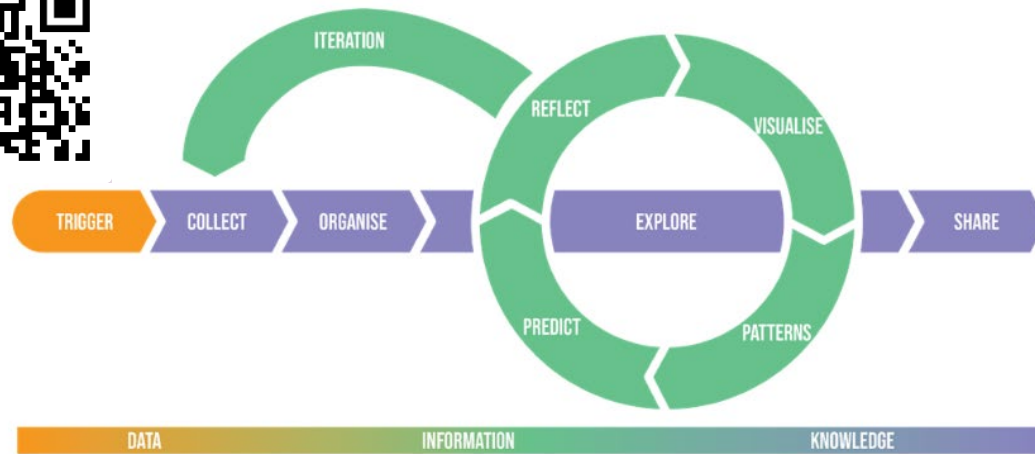 ITERATION
REFLECT
VISUALISE
TRIGGER
COLLECT
ORGANISE
EXPLORE
SHARE
PREDICT
PATTERNS
DATA
INFORMATION
KNOWLEDGE